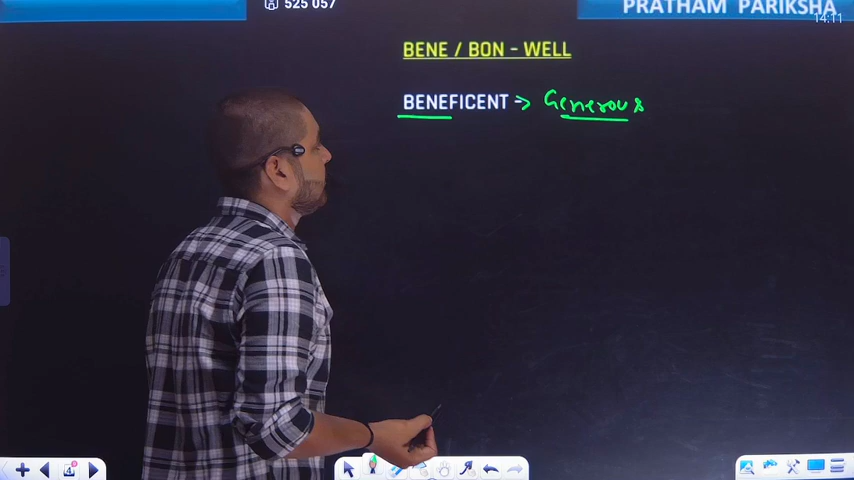 525 057
PRATHAM PARIKSHA
14:11
BENE / BON - WELL
BENEFICENT => Generous